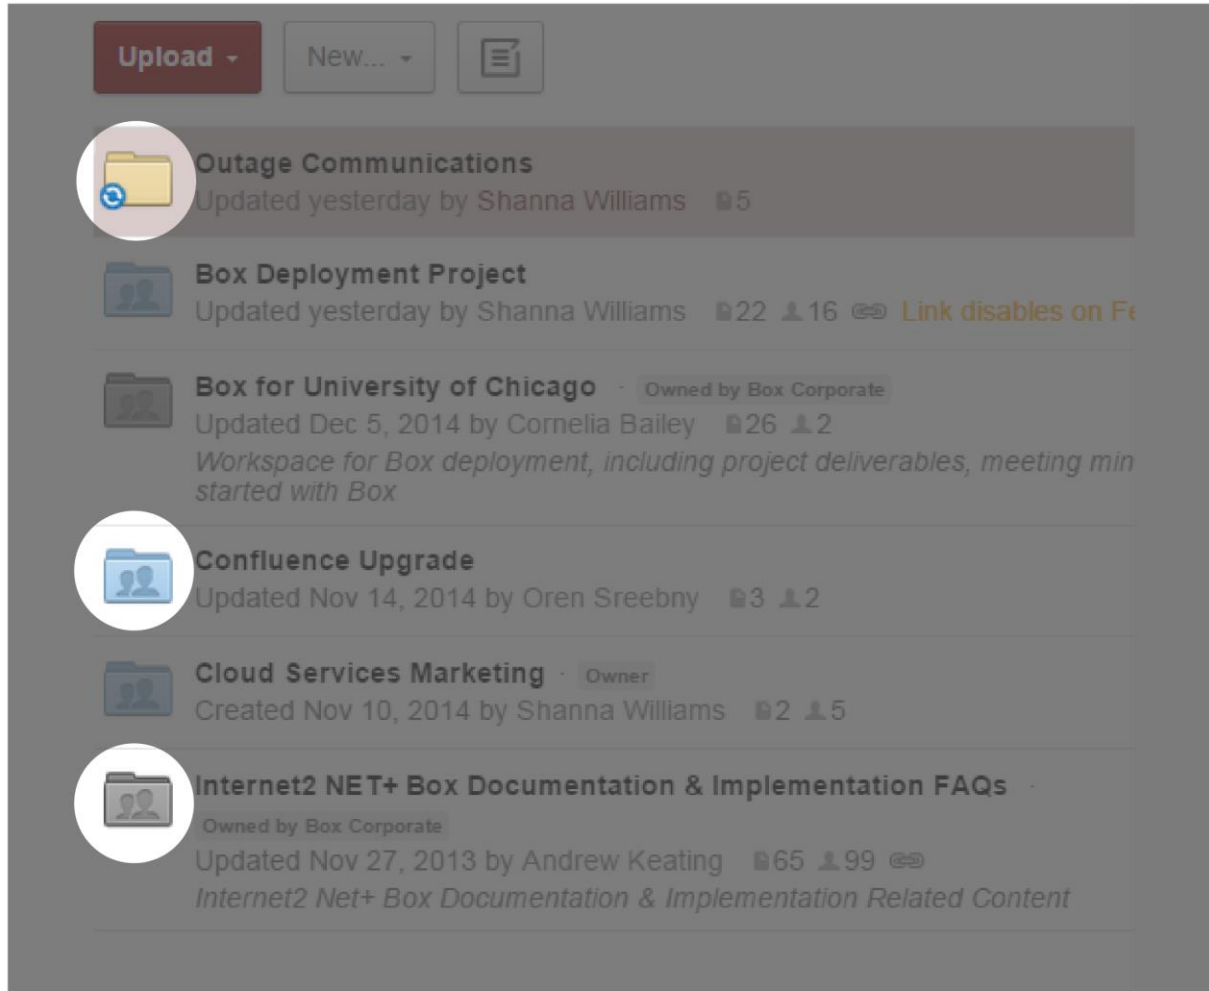 Upload
New...
Outage Communications
Updated yesterday by Shanna Williams 5
Box Deployment Project
Updated yesterday by Shanna Williams 22 16 Link disables on Fe
Box for University of Chicago · Owned by Box Corporate
Updated Dec 5, 2014 by Cornelia Bailey 26 2
Workspace for Box deployment, including project deliverables, meeting min
started with Box
Confluence Upgrade
Updated Nov 14, 2014 by Oren Sreebny 3 2
Cloud Services Marketing · Owner
Created Nov 10, 2014 by Shanna Williams 2 5
Internet2 NET+ Box Documentation & Implementation FAQs ·
Owned by Box Corporate
Updated Nov 27, 2013 by Andrew Keating 65 99
Internet2 Net+ Box Documentation & Implementation Related Content